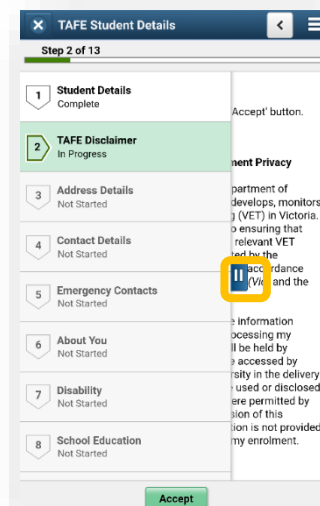 TAFE Student Details
Step 2 of 13
1 Student Details
Complete
2 TAFE Disclaimer
In Progress
3 Address Details
Not Started
4 Contact Details
Not Started
5 Emergency Contacts
Not Started
6 About You
Not Started
7 Disability
Not Started
8 School Education
Not Started
Accept' button.
ment Privacy
partment of
develops, monitors
(VET) in Victoria.
ensuring that
relevant VET
ted by the
accordance
(Vic) and the
information
ocessing my
ll be held by
accessed by
rsity in the delivery
used or disclosed
ere permitted by
sion of this
tion is not provided
my enrolment.
Accept